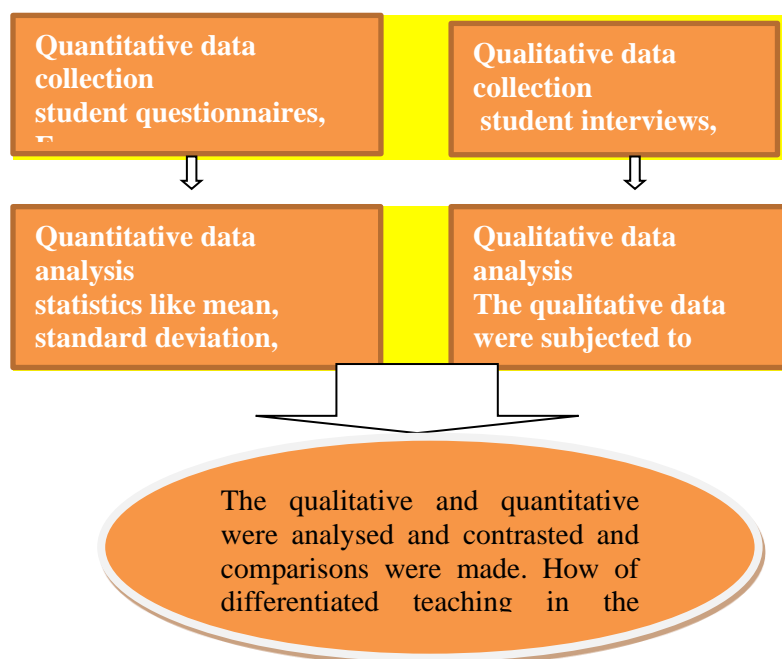 Quantitative data
collection
student questionnaires,
Qualitative data
collection
student interviews,
Quantitative data
analysis
statistics like mean,
standard deviation,
Qualitative data
analysis
The qualitative data
were subjected to
The qualitative and quantitative
were analysed and contrasted and
comparisons were made. How of
differentiated teaching in the